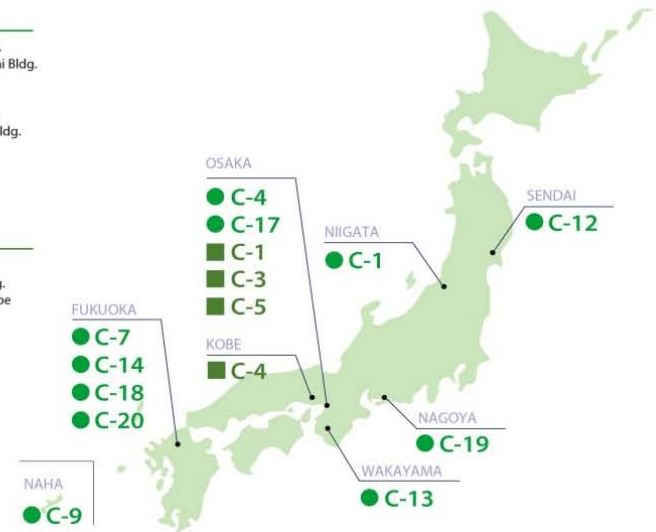 Bldg.
OSAKA
C-4
C-17
C-1
C-3
C-5
SENDAI
C-12
NIIGATA
C-1
FUKUOKA
C-7
C-14
C-18
C-20
KOBE
C-4
NAGOYA
C-19
WAKAYAMA
C-13
NAHA
C-9